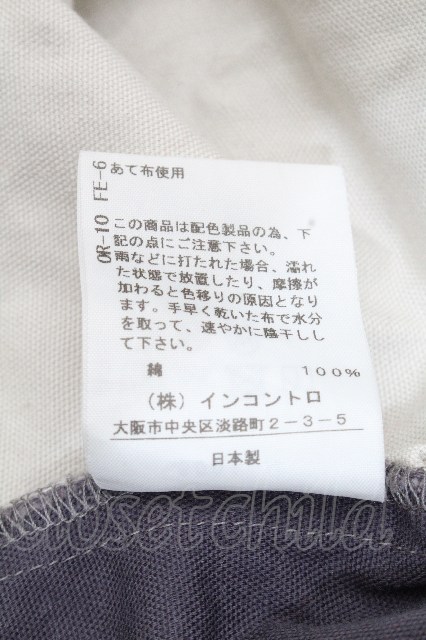 OR-10 FE-6
あて布使用
この商品は配色製品の為、下
記の点にご注意下さい。
雨などに打たれた場合、濡れ
た状態で放置したり、摩擦が
加わると色移りの原因となり
ます。手早く乾いた布で水分
を取って、速やかに陰干しし
て下さい。
綿 100%
(株) インコントロ
大阪市中央区淡路町2-3-5
日本製
closetchild